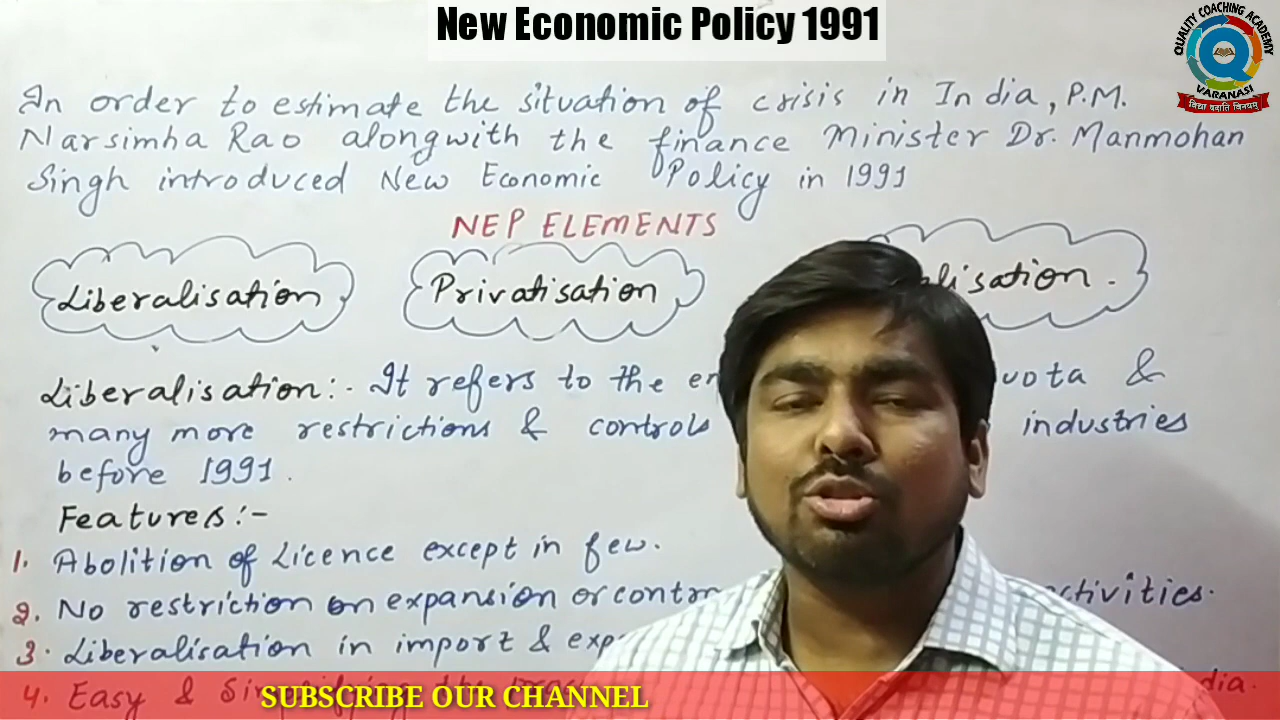 New Economic Policy 1991
QUALITY COACHING ACADEMY
VARANASI
In order to estimate the situation of crisis in India, P.M.
Narsimha Rao alongwith the finance Minister Dr. Manmohan
Singh introduced New Economic Policy in 1991
NEP ELEMENTS
Liberalisation Privatisation alisation.
Liberalisation:- It refers to the en uota &
many more restrictions & controls industries
before 1991.
Features:-
1. Abolition of Licence except in few.
2. No restriction on expansion or contr ctivities.
3. Liberalisation in import & exp
4. Easy & dia.
SUBSCRIBE OUR CHANNEL